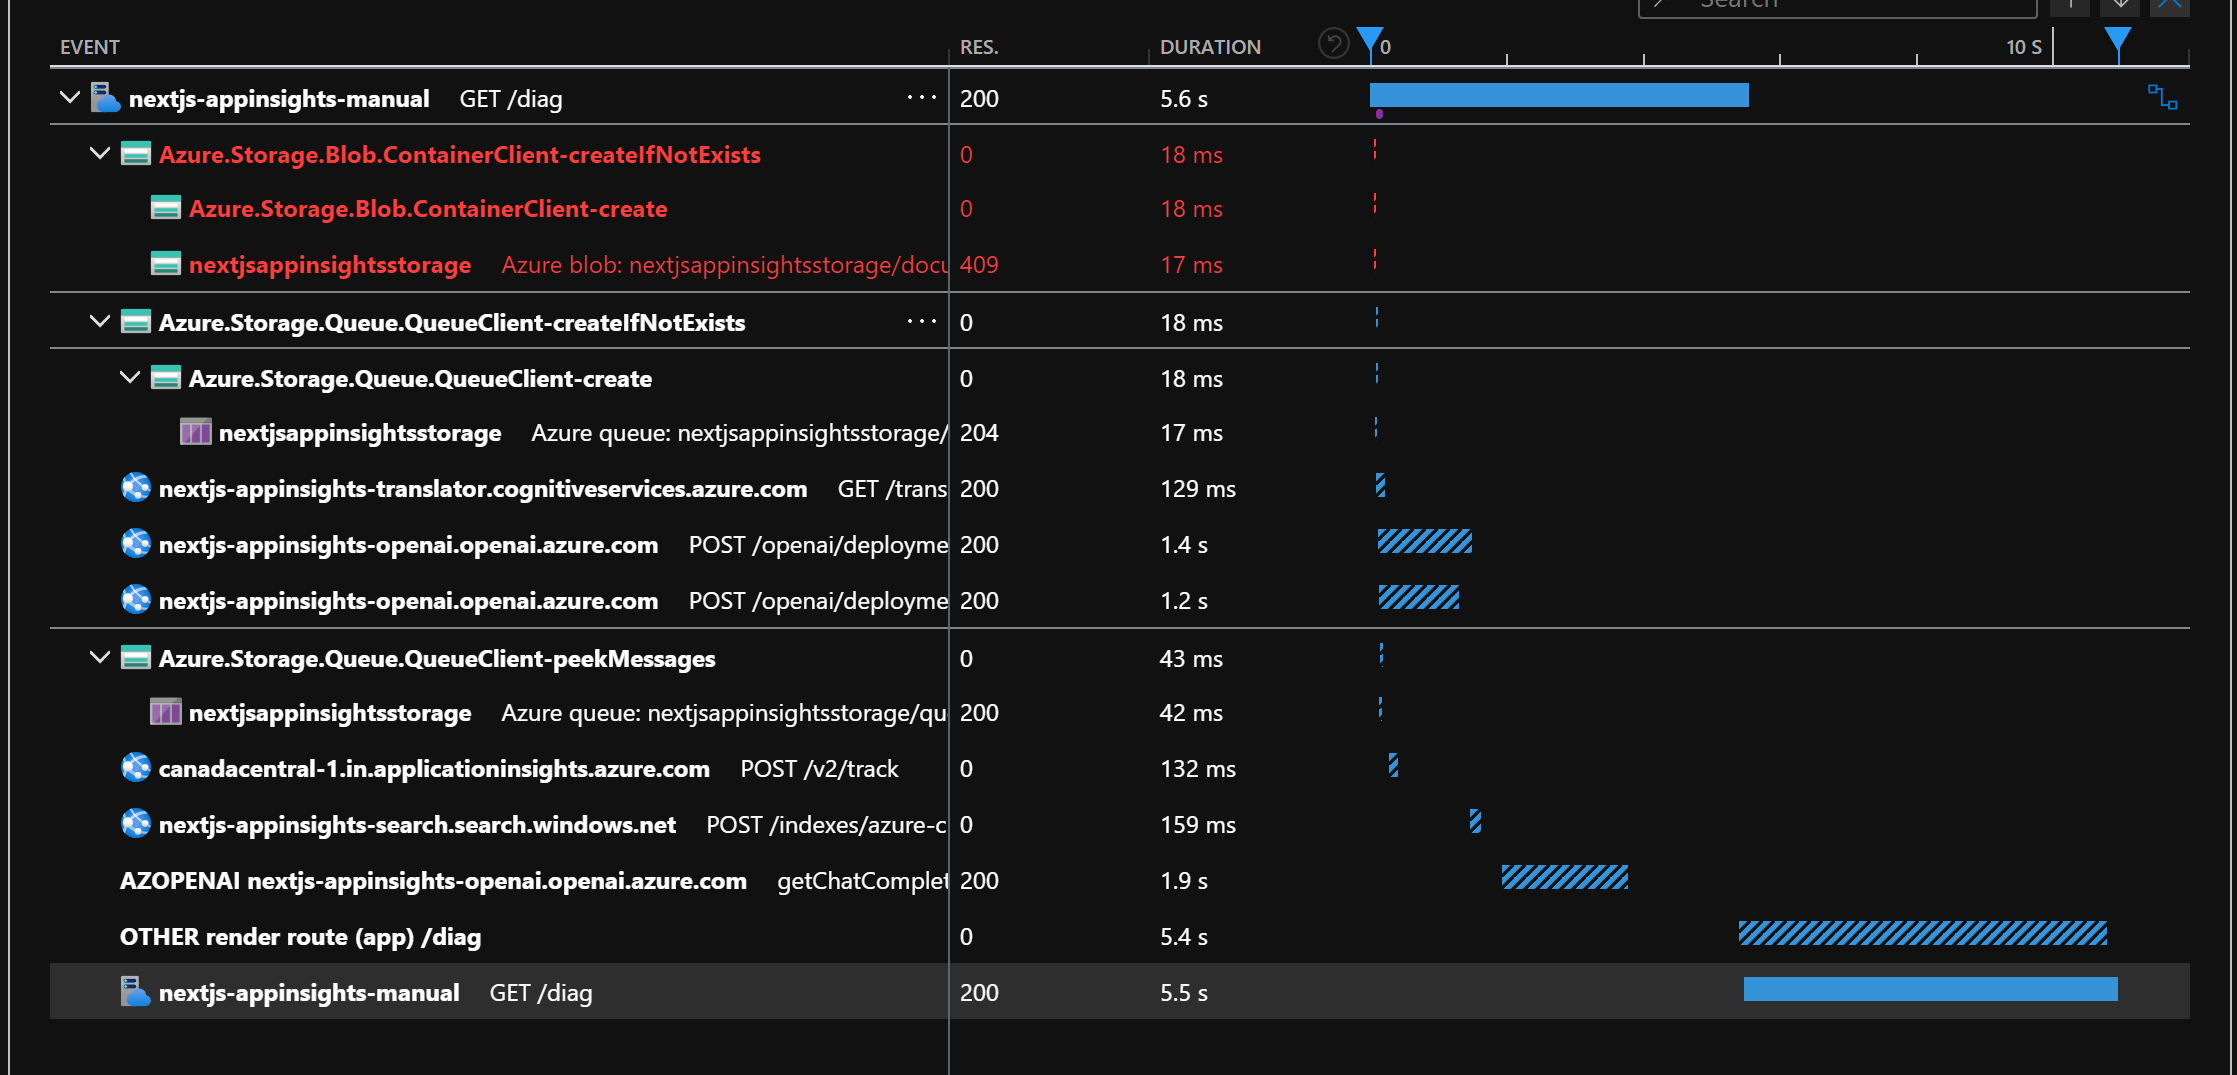 Search
EVENT RES. DURATION 0 10 S
nextjs-appinsights-manual GET /diag ··· 200 5.6 s
Azure.Storage.Blob.ContainerClient-createIfNotExists 0 18 ms
Azure.Storage.Blob.ContainerClient-create 0 18 ms
nextjsappinsightsstorage Azure blob: nextjsappinsightsstorage/docu 409 17 ms
Azure.Storage.Queue.QueueClient-createIfNotExists ··· 0 18 ms
Azure.Storage.Queue.QueueClient-create 0 18 ms
nextjsappinsightsstorage Azure queue: nextjsappinsightsstorage/ 204 17 ms
nextjs-appinsights-translator.cognitiveservices.azure.com GET /trans 200 129 ms
nextjs-appinsights-openai.openai.azure.com POST /openai/deployme 200 1.4 s
nextjs-appinsights-openai.openai.azure.com POST /openai/deployme 200 1.2 s
Azure.Storage.Queue.QueueClient-peekMessages 0 43 ms
nextjsappinsightsstorage Azure queue: nextjsappinsightsstorage/qu 200 42 ms
canadacentral-1.in.applicationinsights.azure.com POST /v2/track 0 132 ms
nextjs-appinsights-search.search.windows.net POST /indexes/azure-c 0 159 ms
AZOPENAI nextjs-appinsights-openai.openai.azure.com getChatComplet 200 1.9 s
OTHER render route (app) /diag 0 5.4 s
nextjs-appinsights-manual GET /diag 200 5.5 s